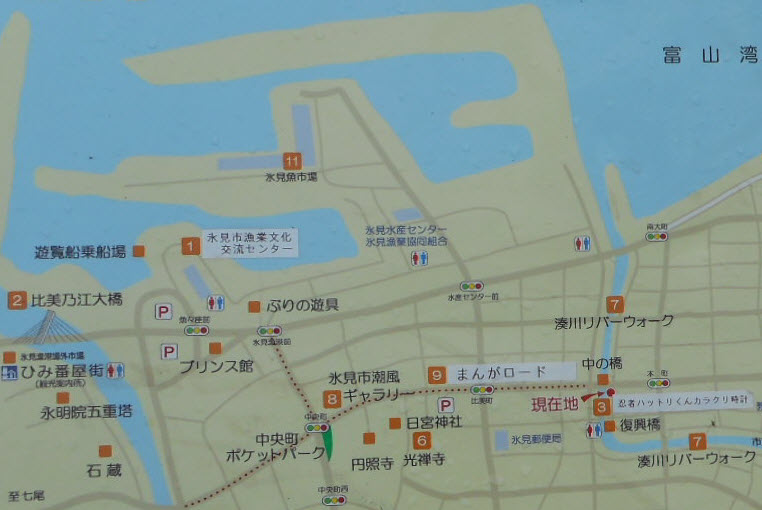 富山湾
11
氷見魚市場
氷見水産センター
氷見漁業協同組合
1
氷見市漁業文化
交流センター
遊覧船乗船場
南大町
水産センター前
2
比美乃江大橋
P
ぶりの遊具
魚々座前
氷見漁港前
7
湊川リバーウォーク
氷見漁港場外市場
ひみ番屋街
(観光案内所)
P
プリンス館
永明院五重塔
氷見市潮風
8
ギャラリー
9
まんがロード
中の橋
本町
比美町
P
現在地
3
忍者ハットリくんカラクリ時計
中央町
日宮神社
復興橋
中央町
ポケットパーク
円照寺
6
光禅寺
氷見郵便局
7
湊川リバーウォーク
石蔵
至七尾
中央町西